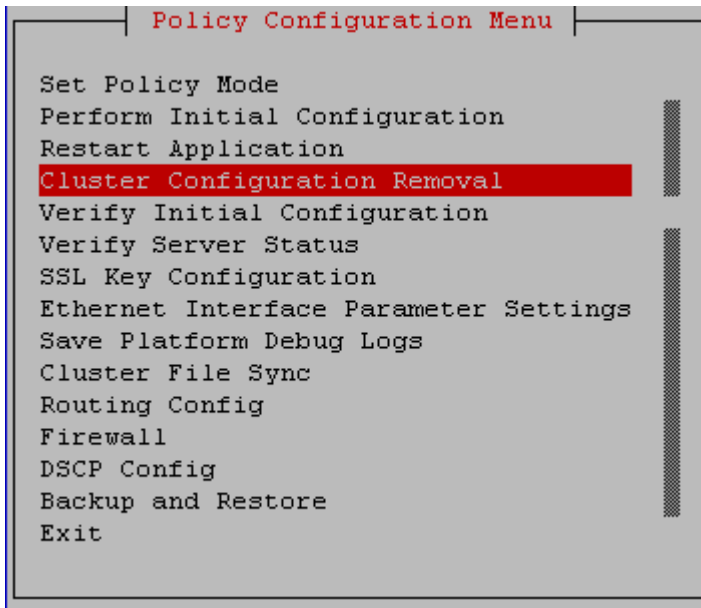 Policy Configuration Menu
Set Policy Mode
Perform Initial Configuration
Restart Application
Cluster Configuration Removal
Verify Initial Configuration
Verify Server Status
SSL Key Configuration
Ethernet Interface Parameter Settings
Save Platform Debug Logs
Cluster File Sync
Routing Config
Firewall
DSCP Config
Backup and Restore
Exit